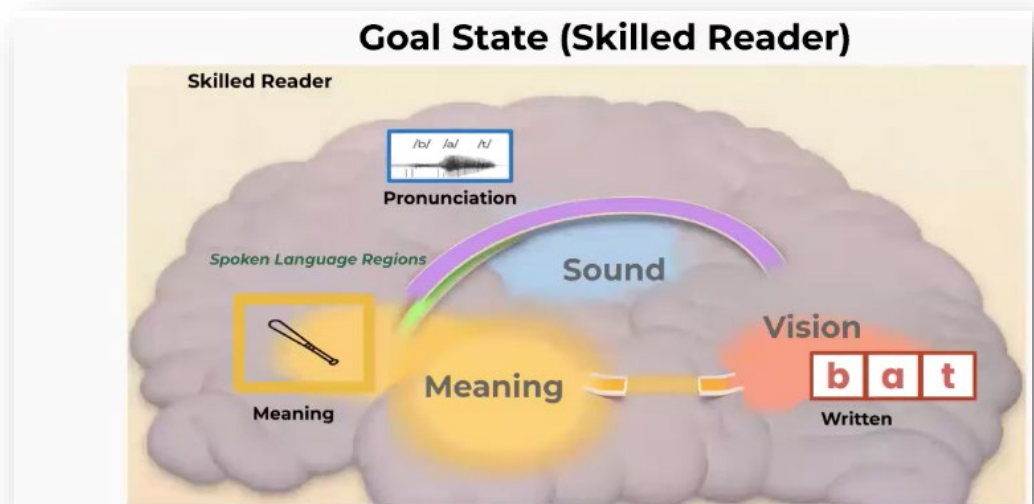 Goal State (Skilled Reader)
Skilled Reader
/b/ /a/ /t/
Pronunciation
Spoken Language Regions
Sound
Vision
Meaning
b a t
Meaning
Written